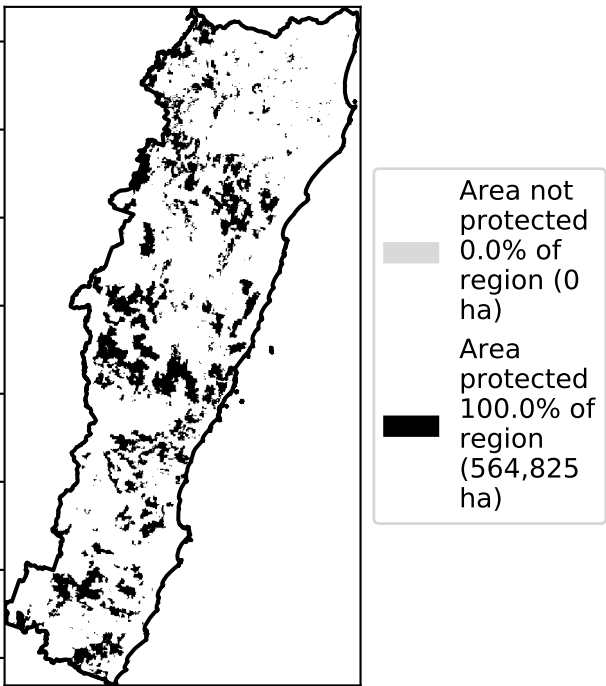 Area not
protected
0.0% of
region (0
ha)
Area
protected
100.0% of
region
(564,825
ha)